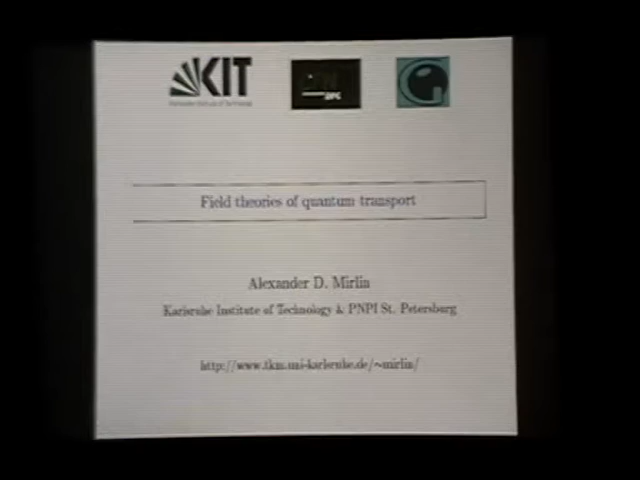 KIT
Field theories of quantum transport
Alexander D. Mirlin
Karlsruhe Institute of Technology & PNPI St. Petersburg
http://www.tkm.uni-karlsruhe.de/~mirlin/